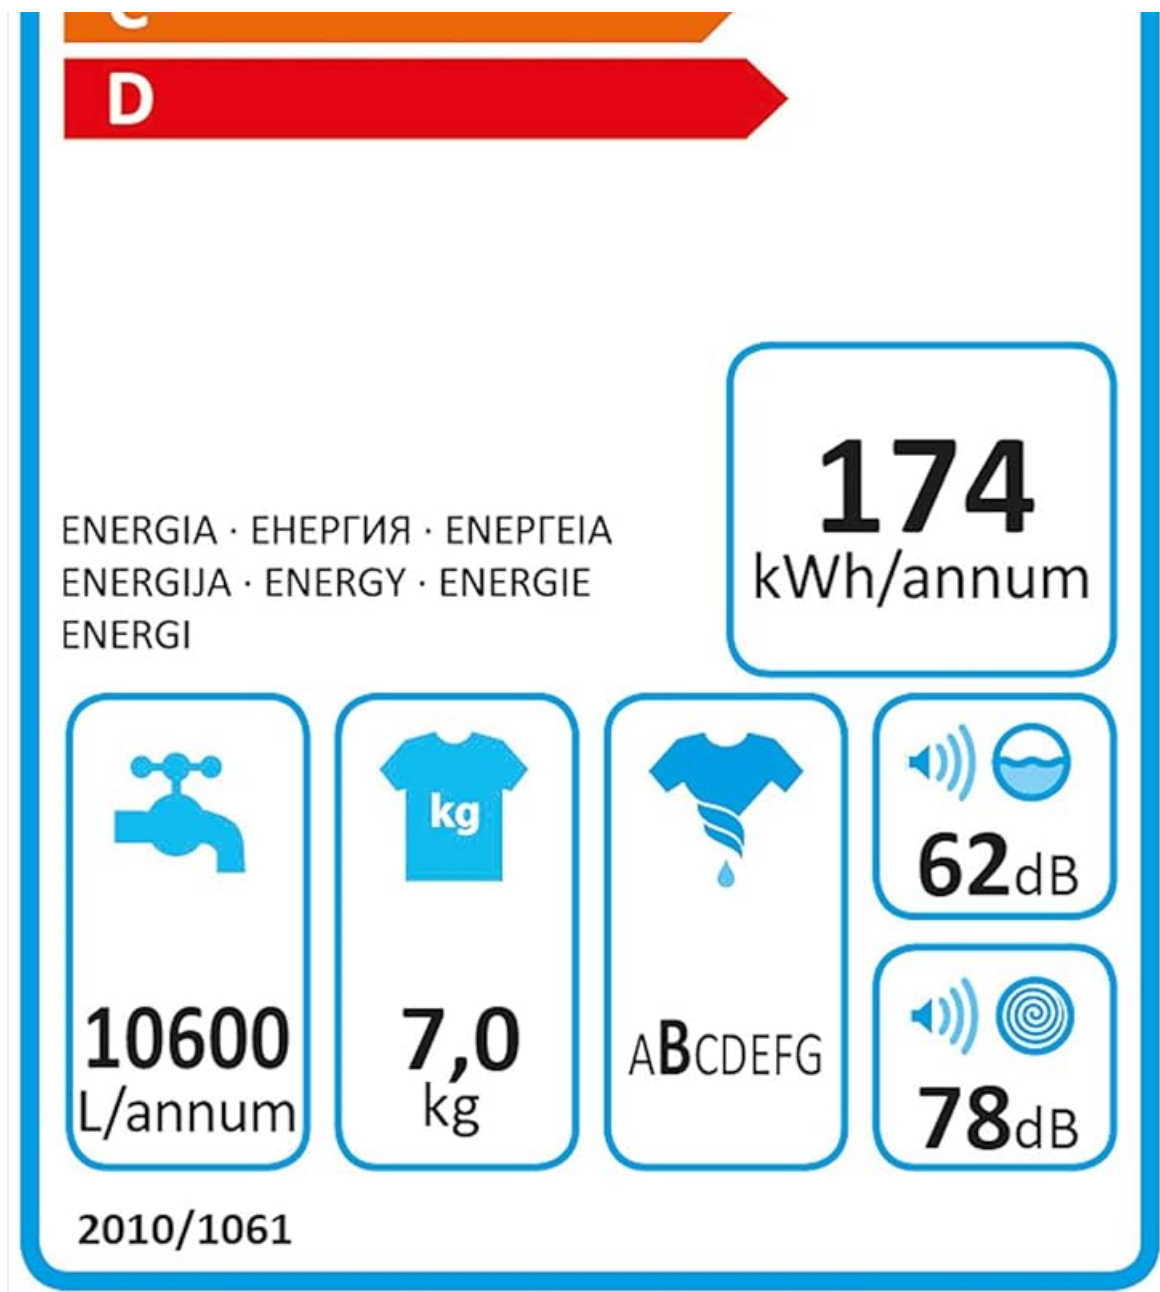 C
D
174
kWh/annum
ENERGIA · ЕНЕРГИЯ · ΕΝΕΡΓΕΙΑ
ENERGIJA · ENERGY · ENERGIE
ENERGI
kg
10600
L/annum
7,0
kg
ABCDEFG
62dB
78dB
2010/1061